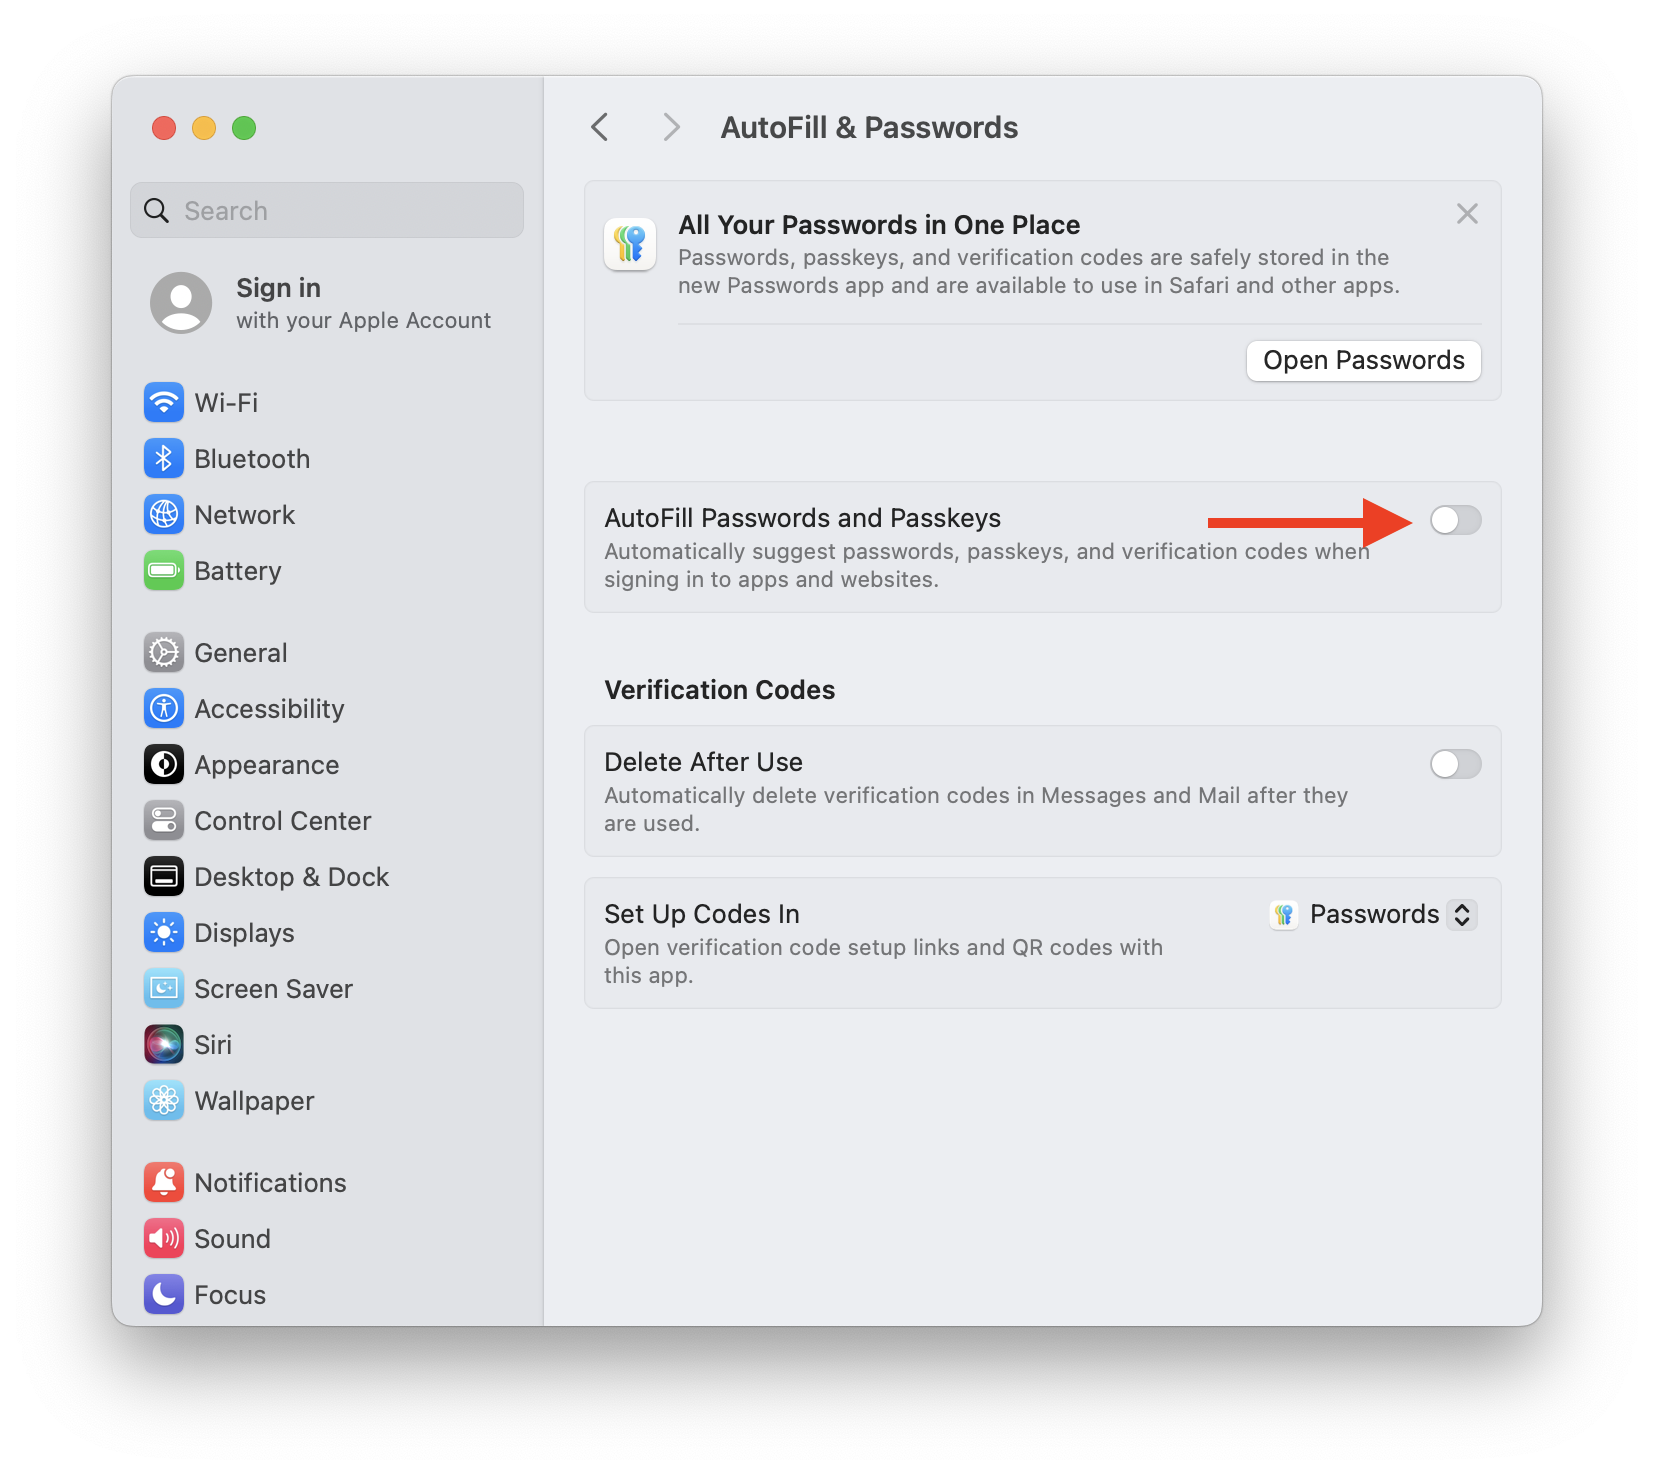 Search
Sign in
with your Apple Account
Wi-Fi
Bluetooth
Network
Battery
General
Accessibility
Appearance
Control Center
Desktop & Dock
Displays
Screen Saver
Siri
Wallpaper
Notifications
Sound
Focus
AutoFill & Passwords
All Your Passwords in One Place
Passwords, passkeys, and verification codes are safely stored in the
new Passwords app and are available to use in Safari and other apps.
Open Passwords
AutoFill Passwords and Passkeys
Automatically suggest passwords, passkeys, and verification codes when
signing in to apps and websites.
Verification Codes
Delete After Use
Automatically delete verification codes in Messages and Mail after they
are used.
Set Up Codes In
Passwords
Open verification code setup links and QR codes with
this app.